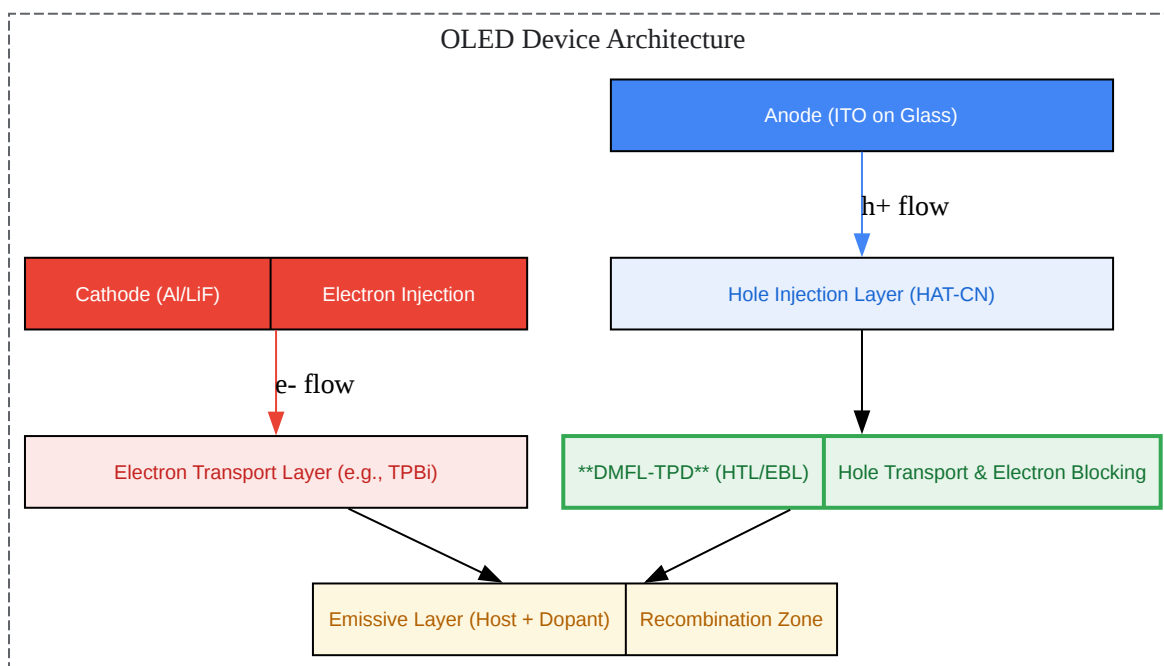 OLED Device Architecture
Anode (ITO on Glass)
h+ flow
Cathode (Al/LiF)
Electron Injection
Hole Injection Layer (HAT-CN)
e- flow
Electron Transport Layer (e.g., TPBi)
**DMFL-TPD** (HTL/EBL)
Hole Transport & Electron Blocking
Emissive Layer (Host + Dopant)
Recombination Zone